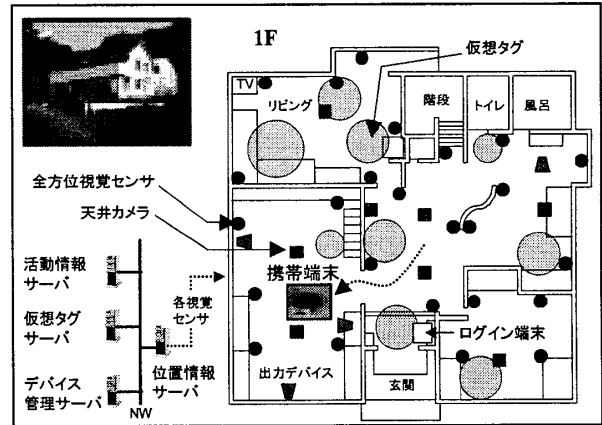 1F
仮想タグ
TV
リビング
階段
トイレ
風呂
全方位視覚センサ
天井カメラ
携帯端末
活動情報
サーバ
各視覚
センサ
仮想タグ
サーバ
位置情報
サーバ
ログイン端末
デバイス
管理サーバ
NW
出力デバイス
玄関